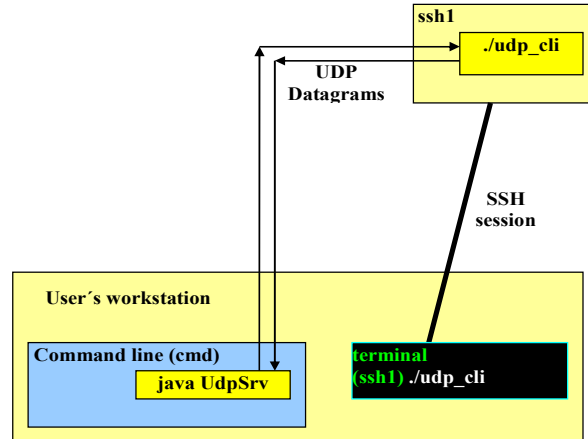 ssh1
./udp_cli
UDP
Datagrams
SSH
session
User´s workstation
Command line (cmd)
java UdpSrv
terminal
(ssh1) ./udp_cli